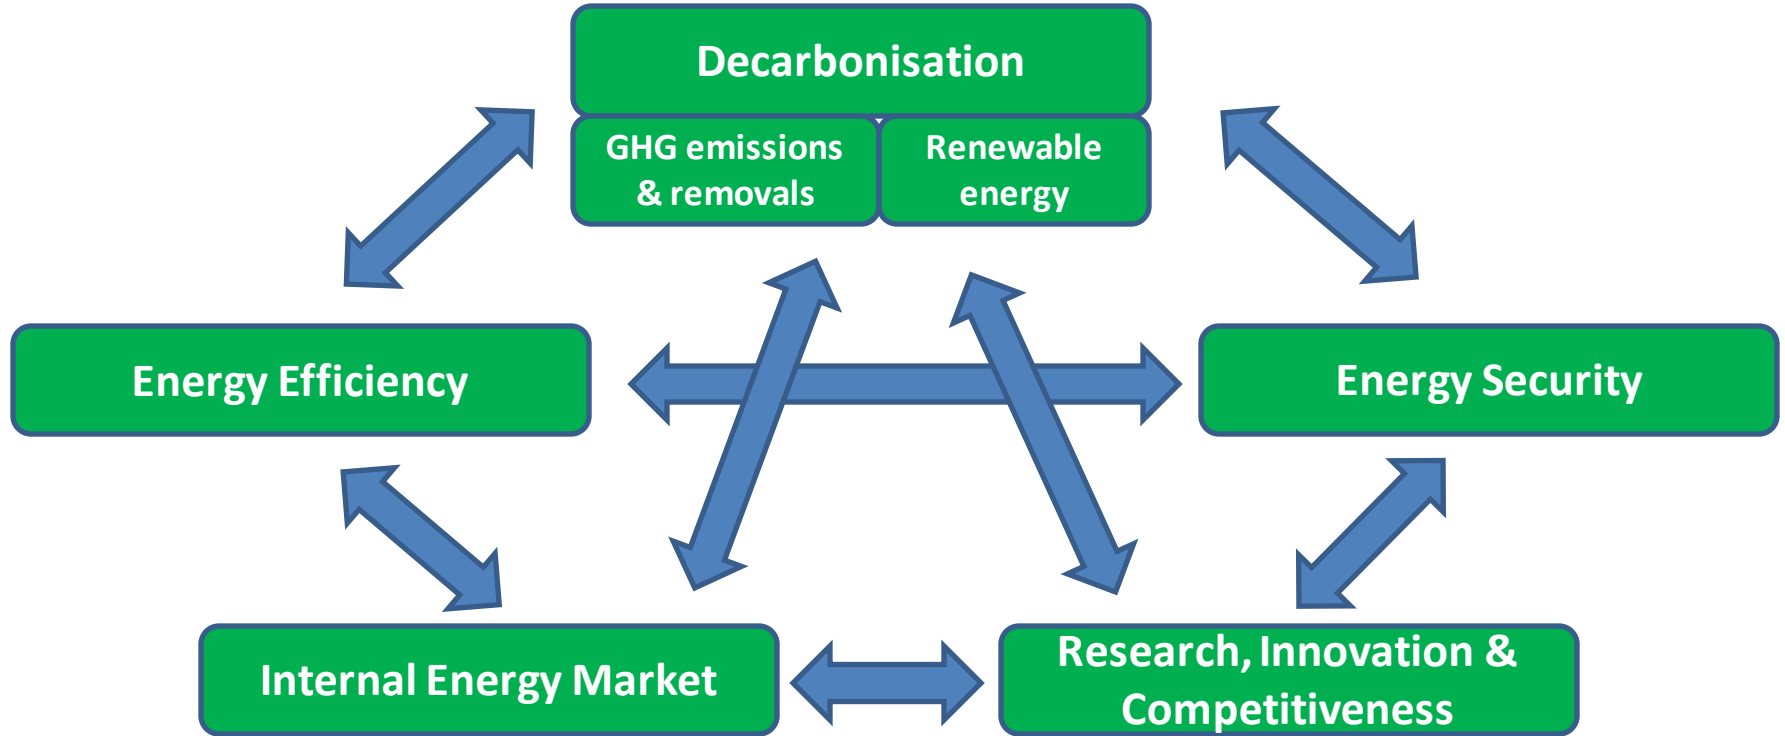 Decarbonisation
GHG emissions
& removals
Renewable
energy
Energy Efficiency
Energy Security
Internal Energy Market
Research, Innovation &
Competitiveness